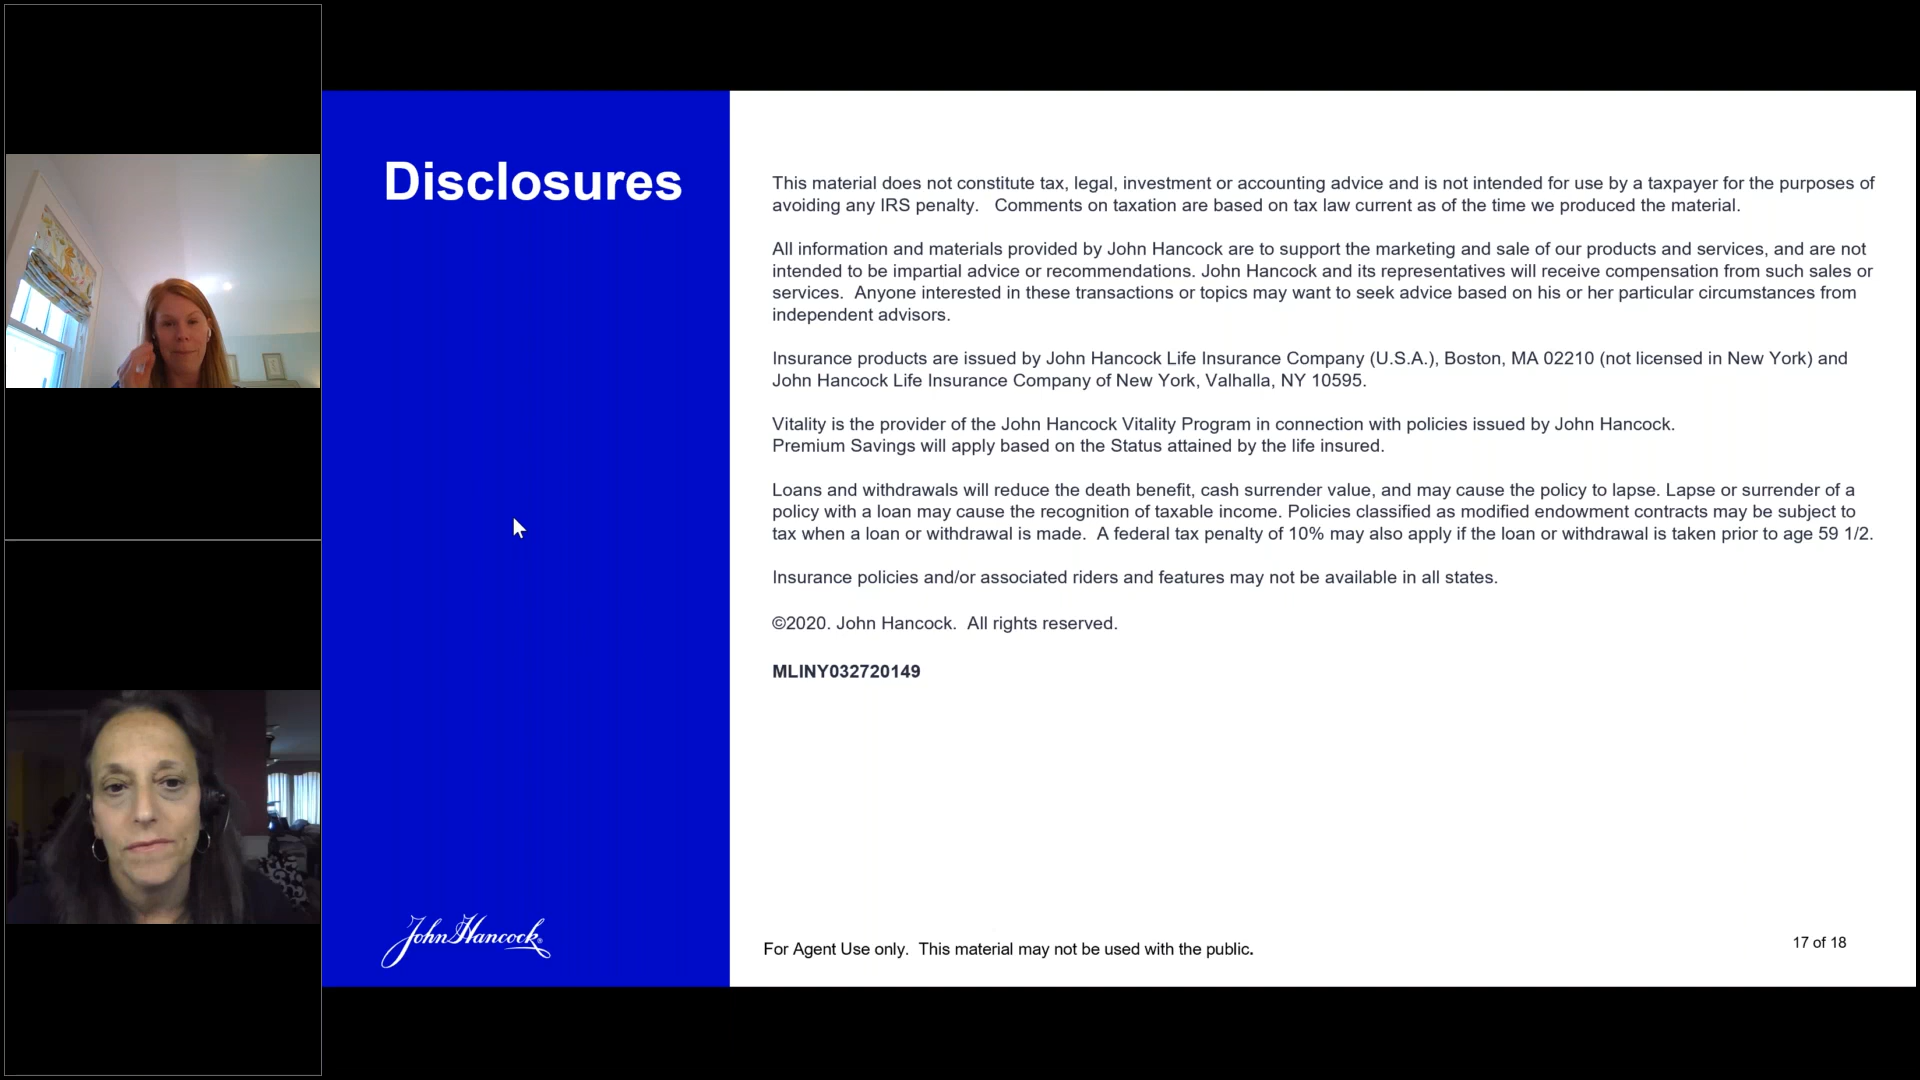 Disclosures
This material does not constitute tax, legal, investment or accounting advice and is not intended for use by a taxpayer for the purposes of
avoiding any IRS penalty.   Comments on taxation are based on tax law current as of the time we produced the material.
All information and materials provided by John Hancock are to support the marketing and sale of our products and services, and are not
intended to be impartial advice or recommendations. John Hancock and its representatives will receive compensation from such sales or
services.  Anyone interested in these transactions or topics may want to seek advice based on his or her particular circumstances from
independent advisors.
Insurance products are issued by John Hancock Life Insurance Company (U.S.A.), Boston, MA 02210 (not licensed in New York) and
John Hancock Life Insurance Company of New York, Valhalla, NY 10595.
Vitality is the provider of the John Hancock Vitality Program in connection with policies issued by John Hancock.
Premium Savings will apply based on the Status attained by the life insured.
Loans and withdrawals will reduce the death benefit, cash surrender value, and may cause the policy to lapse. Lapse or surrender of a
policy with a loan may cause the recognition of taxable income. Policies classified as modified endowment contracts may be subject to
tax when a loan or withdrawal is made.  A federal tax penalty of 10% may also apply if the loan or withdrawal is taken prior to age 59 1/2.
Insurance policies and/or associated riders and features may not be available in all states.
©2020. John Hancock.  All rights reserved.
MLINY032720149
John Hancock®
For Agent Use only.  This material may not be used with the public.
17 of 18